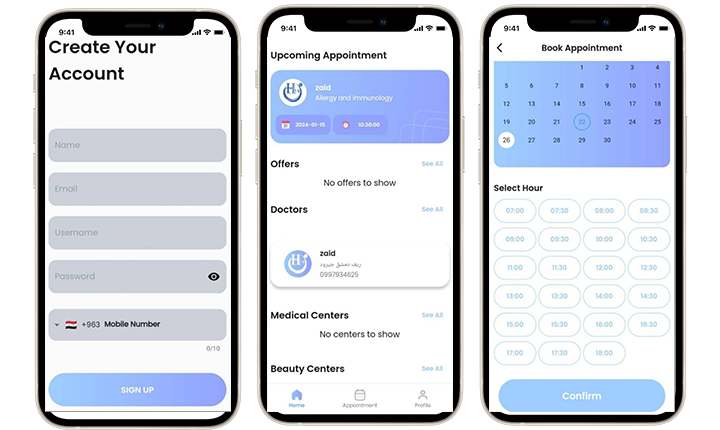 9:41
Create Your
Account
Name
Email
Username
Password
+963 Mobile Number
0/10
SIGN UP
9:41
Upcoming Appointment
zaid
Allergy and immunology
2024-01-15
10:30:00
Offers
See All
No offers to show
Doctors
See All
zaid
ريف دمشق جيرود
0997934625
Medical Centers
See All
No centers to show
Beauty Centers
See All
Home
Appointment
Profile
9:41
Book Appointment
1 2 3 4
5 6 7 8 9 10 11
12 13 14 15 16 17 18
19 20 21 22 23 24 25
26 27 28 29 30
Select Hour
07:00 07:30 08:00 08:30
09:00 09:30 10:00 10:30
11:00 11:30 12:00 12:30
13:00 13:30 14:00 14:30
15:00 15:30 16:00 16:30
17:00 17:30 18:00
Confirm